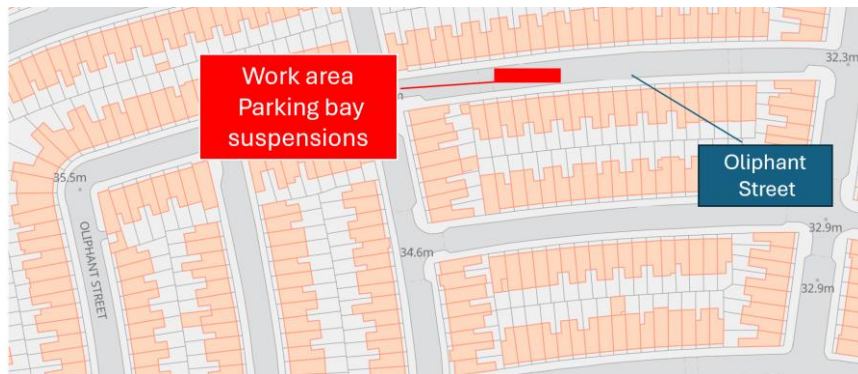 32.3m
Work area
Parking bay
suspensions
m
Oliphant
Street
35.5m
OLIPHANT STREET
34.6m
32.9m
32.9m